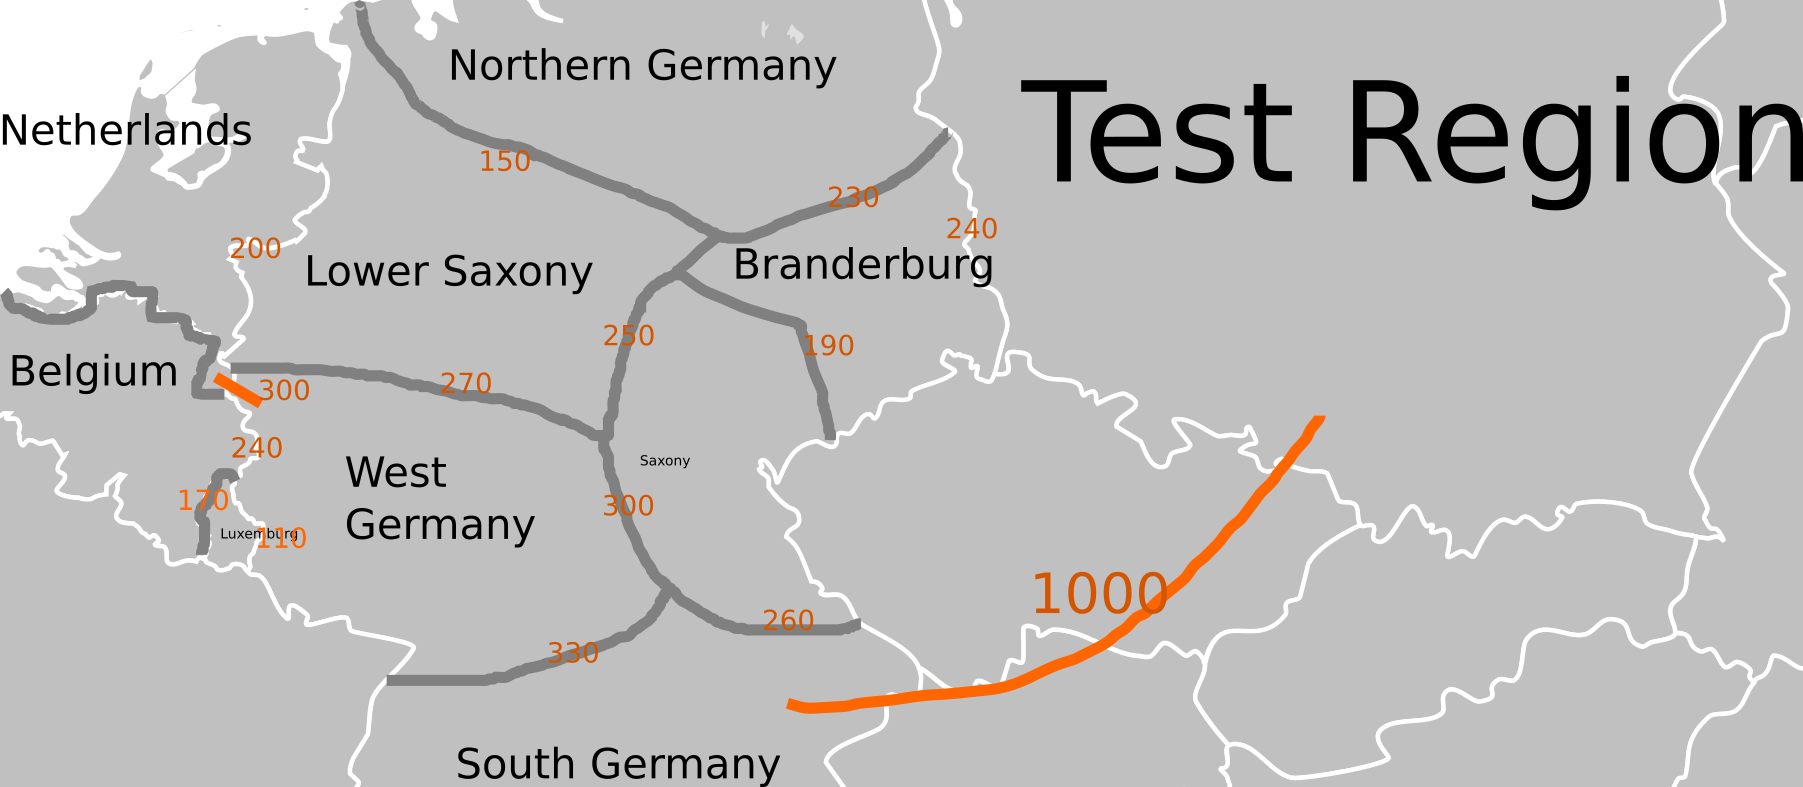 Northern Germany
Test Region
Netherlands
150
230
240
200
Lower Saxony
Branderburg
250
190
Belgium
300
270
240
West
Germany
Saxony
170
300
Luxemburg
110
1000
260
330
South Germany